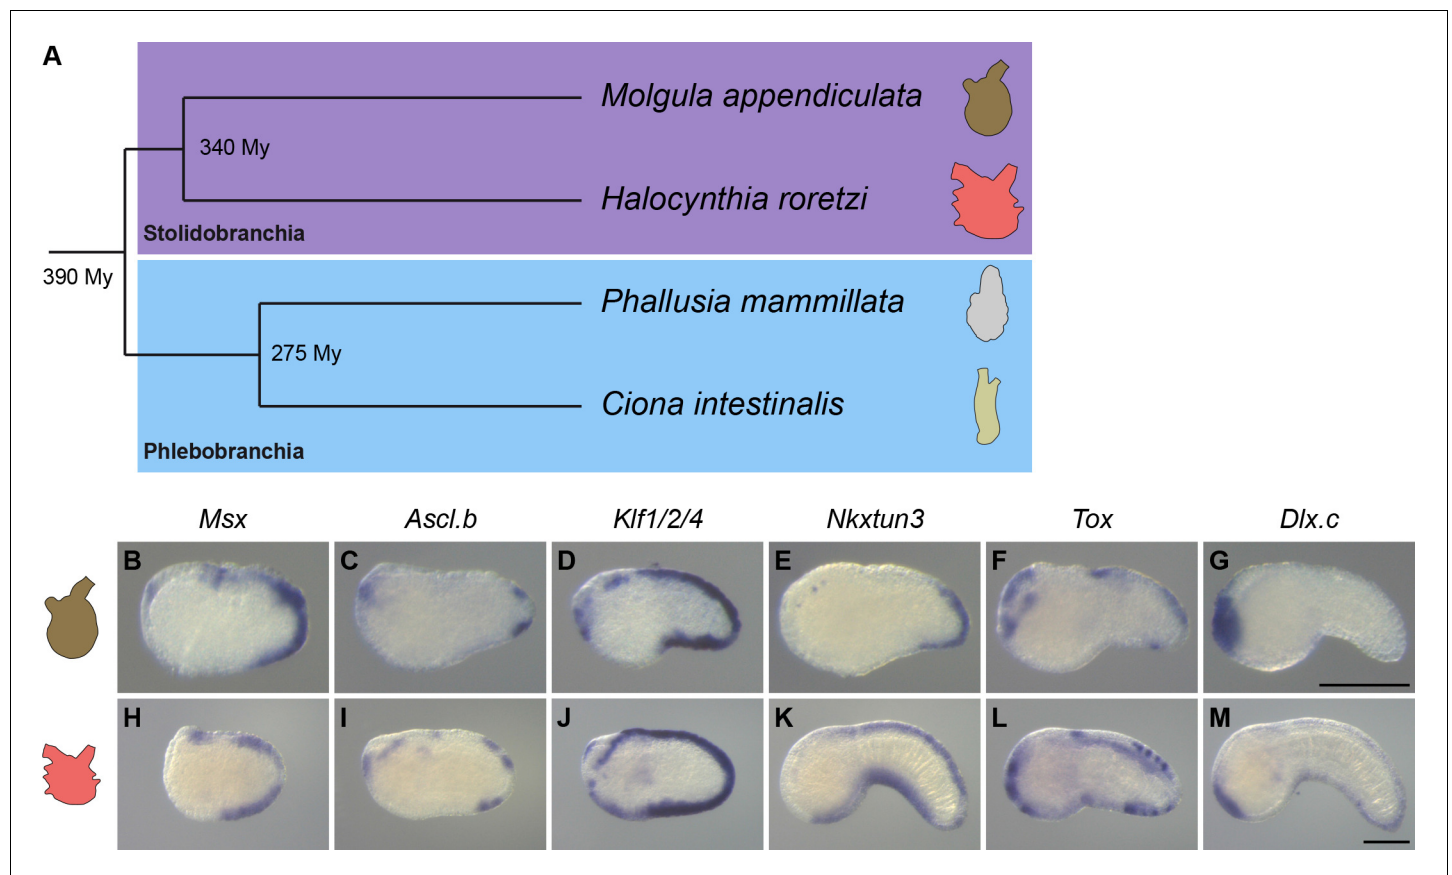 A
Molgula appendiculata
340 My
Halocynthia roretzi
Stolidobranchia
390 My
Phallusia mammillata
275 My
Ciona intestinalis
Phlebobranchia
Msx Ascl.b Klf1/2/4 Nkxtun3 Tox Dlx.c
B C D E F G
H I J K L M